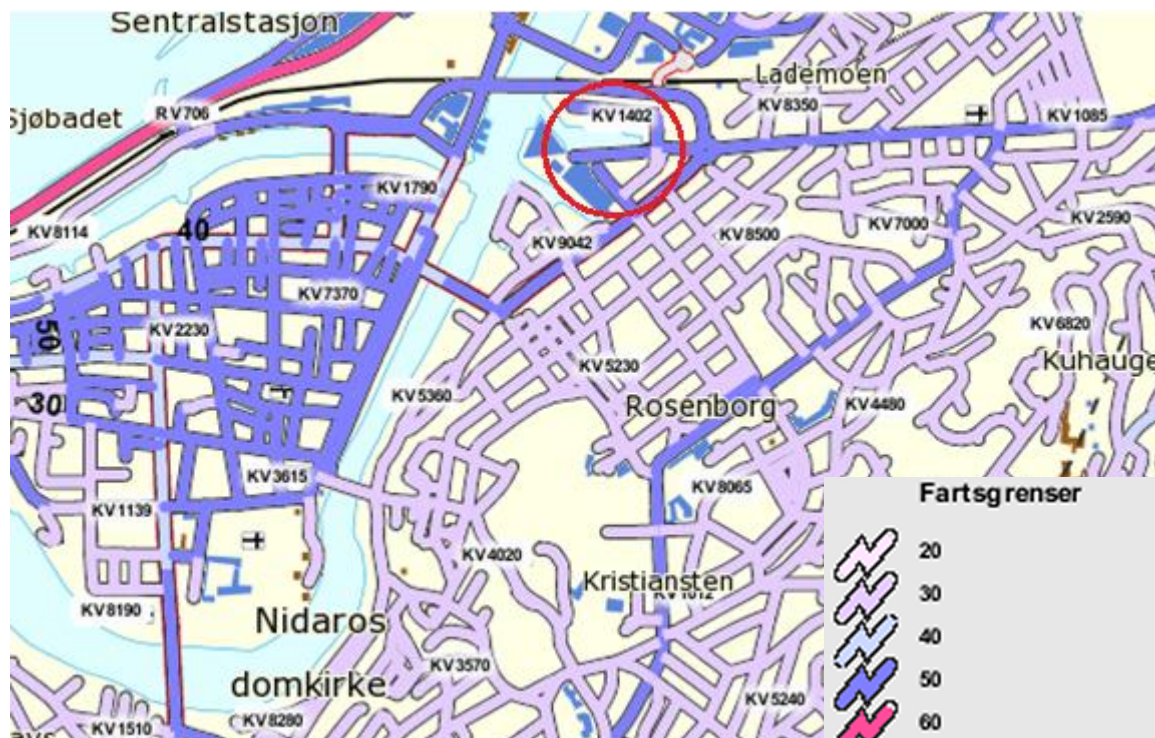 Sentralstasjon
Lademoen
RV706
KV1402
KV8350
KV1085
Sjøbadet
KV1790
KV8114
40
KV9042
KV8500
KV7000
KV2590
KV7370
50
KV2230
KV6820
Kuhauge
KV5230
KV5360
30
Rosenborg
KV4480
KV3615
KV8065
Fartsgrenser
KV1139
20
KV4020
30
Kristiansten
KV8190
Nidaros
40
KV3570
domkirke
50
KV5240
KV8280
KV1510
60